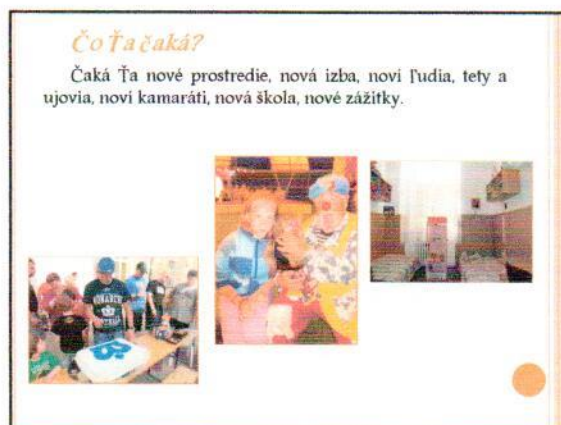 Čo Ťa čaká?
Čaká Ťa nové prostredie, nová izba, noví ľudia, tety a
ujovia, noví kamaráti, nová škola, nové zážitky.
MONARCH